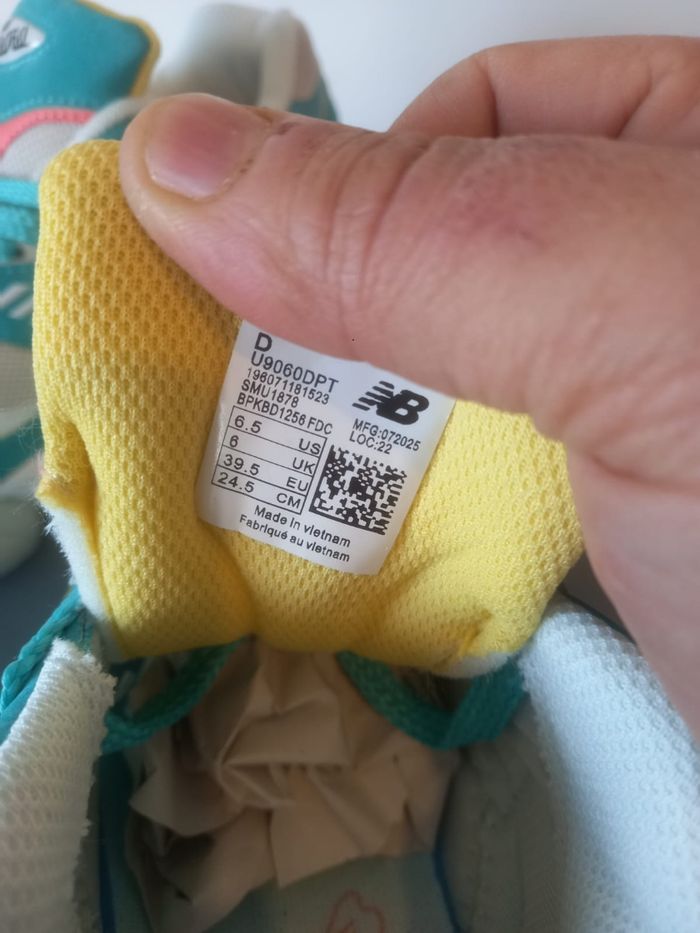 D
U9060DPT
196071181523
SMU1878
BPKBD1256 FDC
NB
MFG:072025
LOC:22
6.5 US
6 UK
39.5 EU
24.5 CM
Made in vietnam
Fabriqué au vietnam